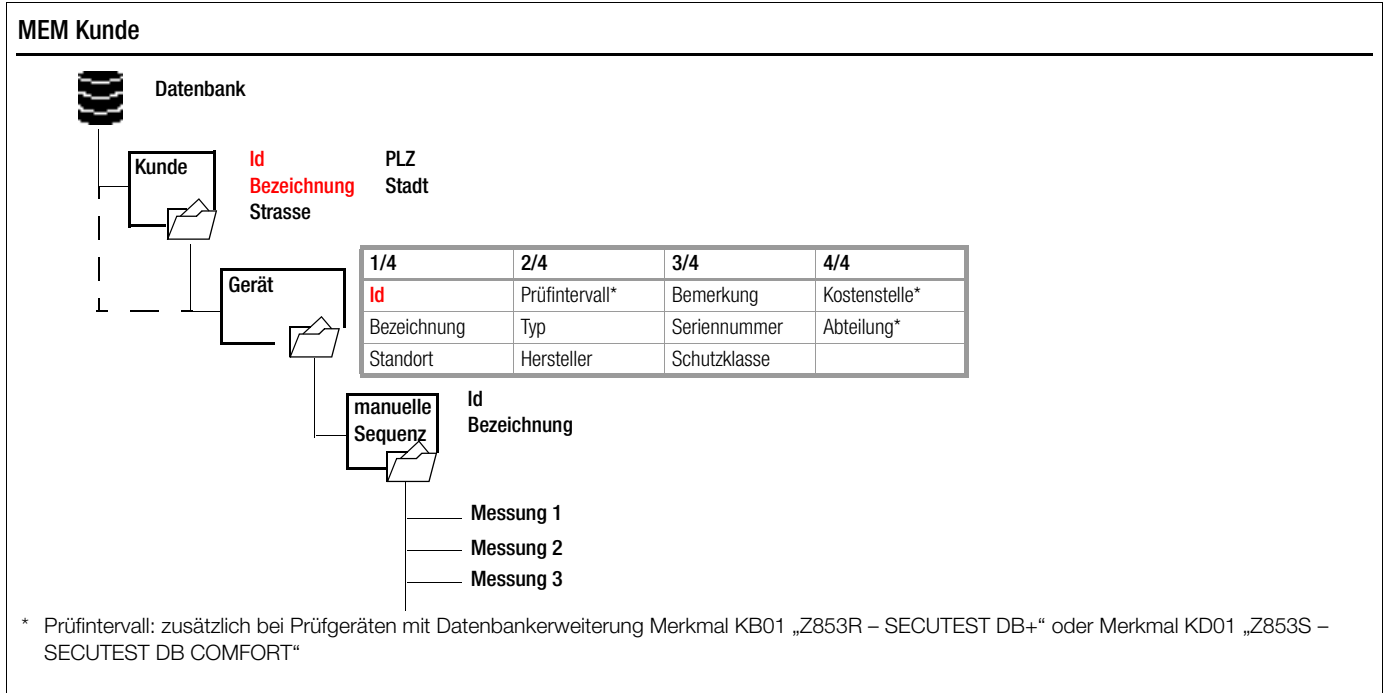 MEM Kunde
Datenbank
Kunde
Id PLZ
Bezeichnung Stadt
Strasse
Gerät
1/4 2/4 3/4 4/4
Id Prüfintervall* Bemerkung Kostenstelle*
Bezeichnung Typ Seriennummer Abteilung*
Standort Hersteller Schutzklasse
manuelle
Sequenz
Id
Bezeichnung
Messung 1
Messung 2
Messung 3
* Prüfintervall: zusätzlich bei Prüfgeräten mit Datenbankerweiterung Merkmal KB01 „Z853R – SECUTEST DB+“ oder Merkmal KD01 „Z853S –
SECUTEST DB COMFORT“